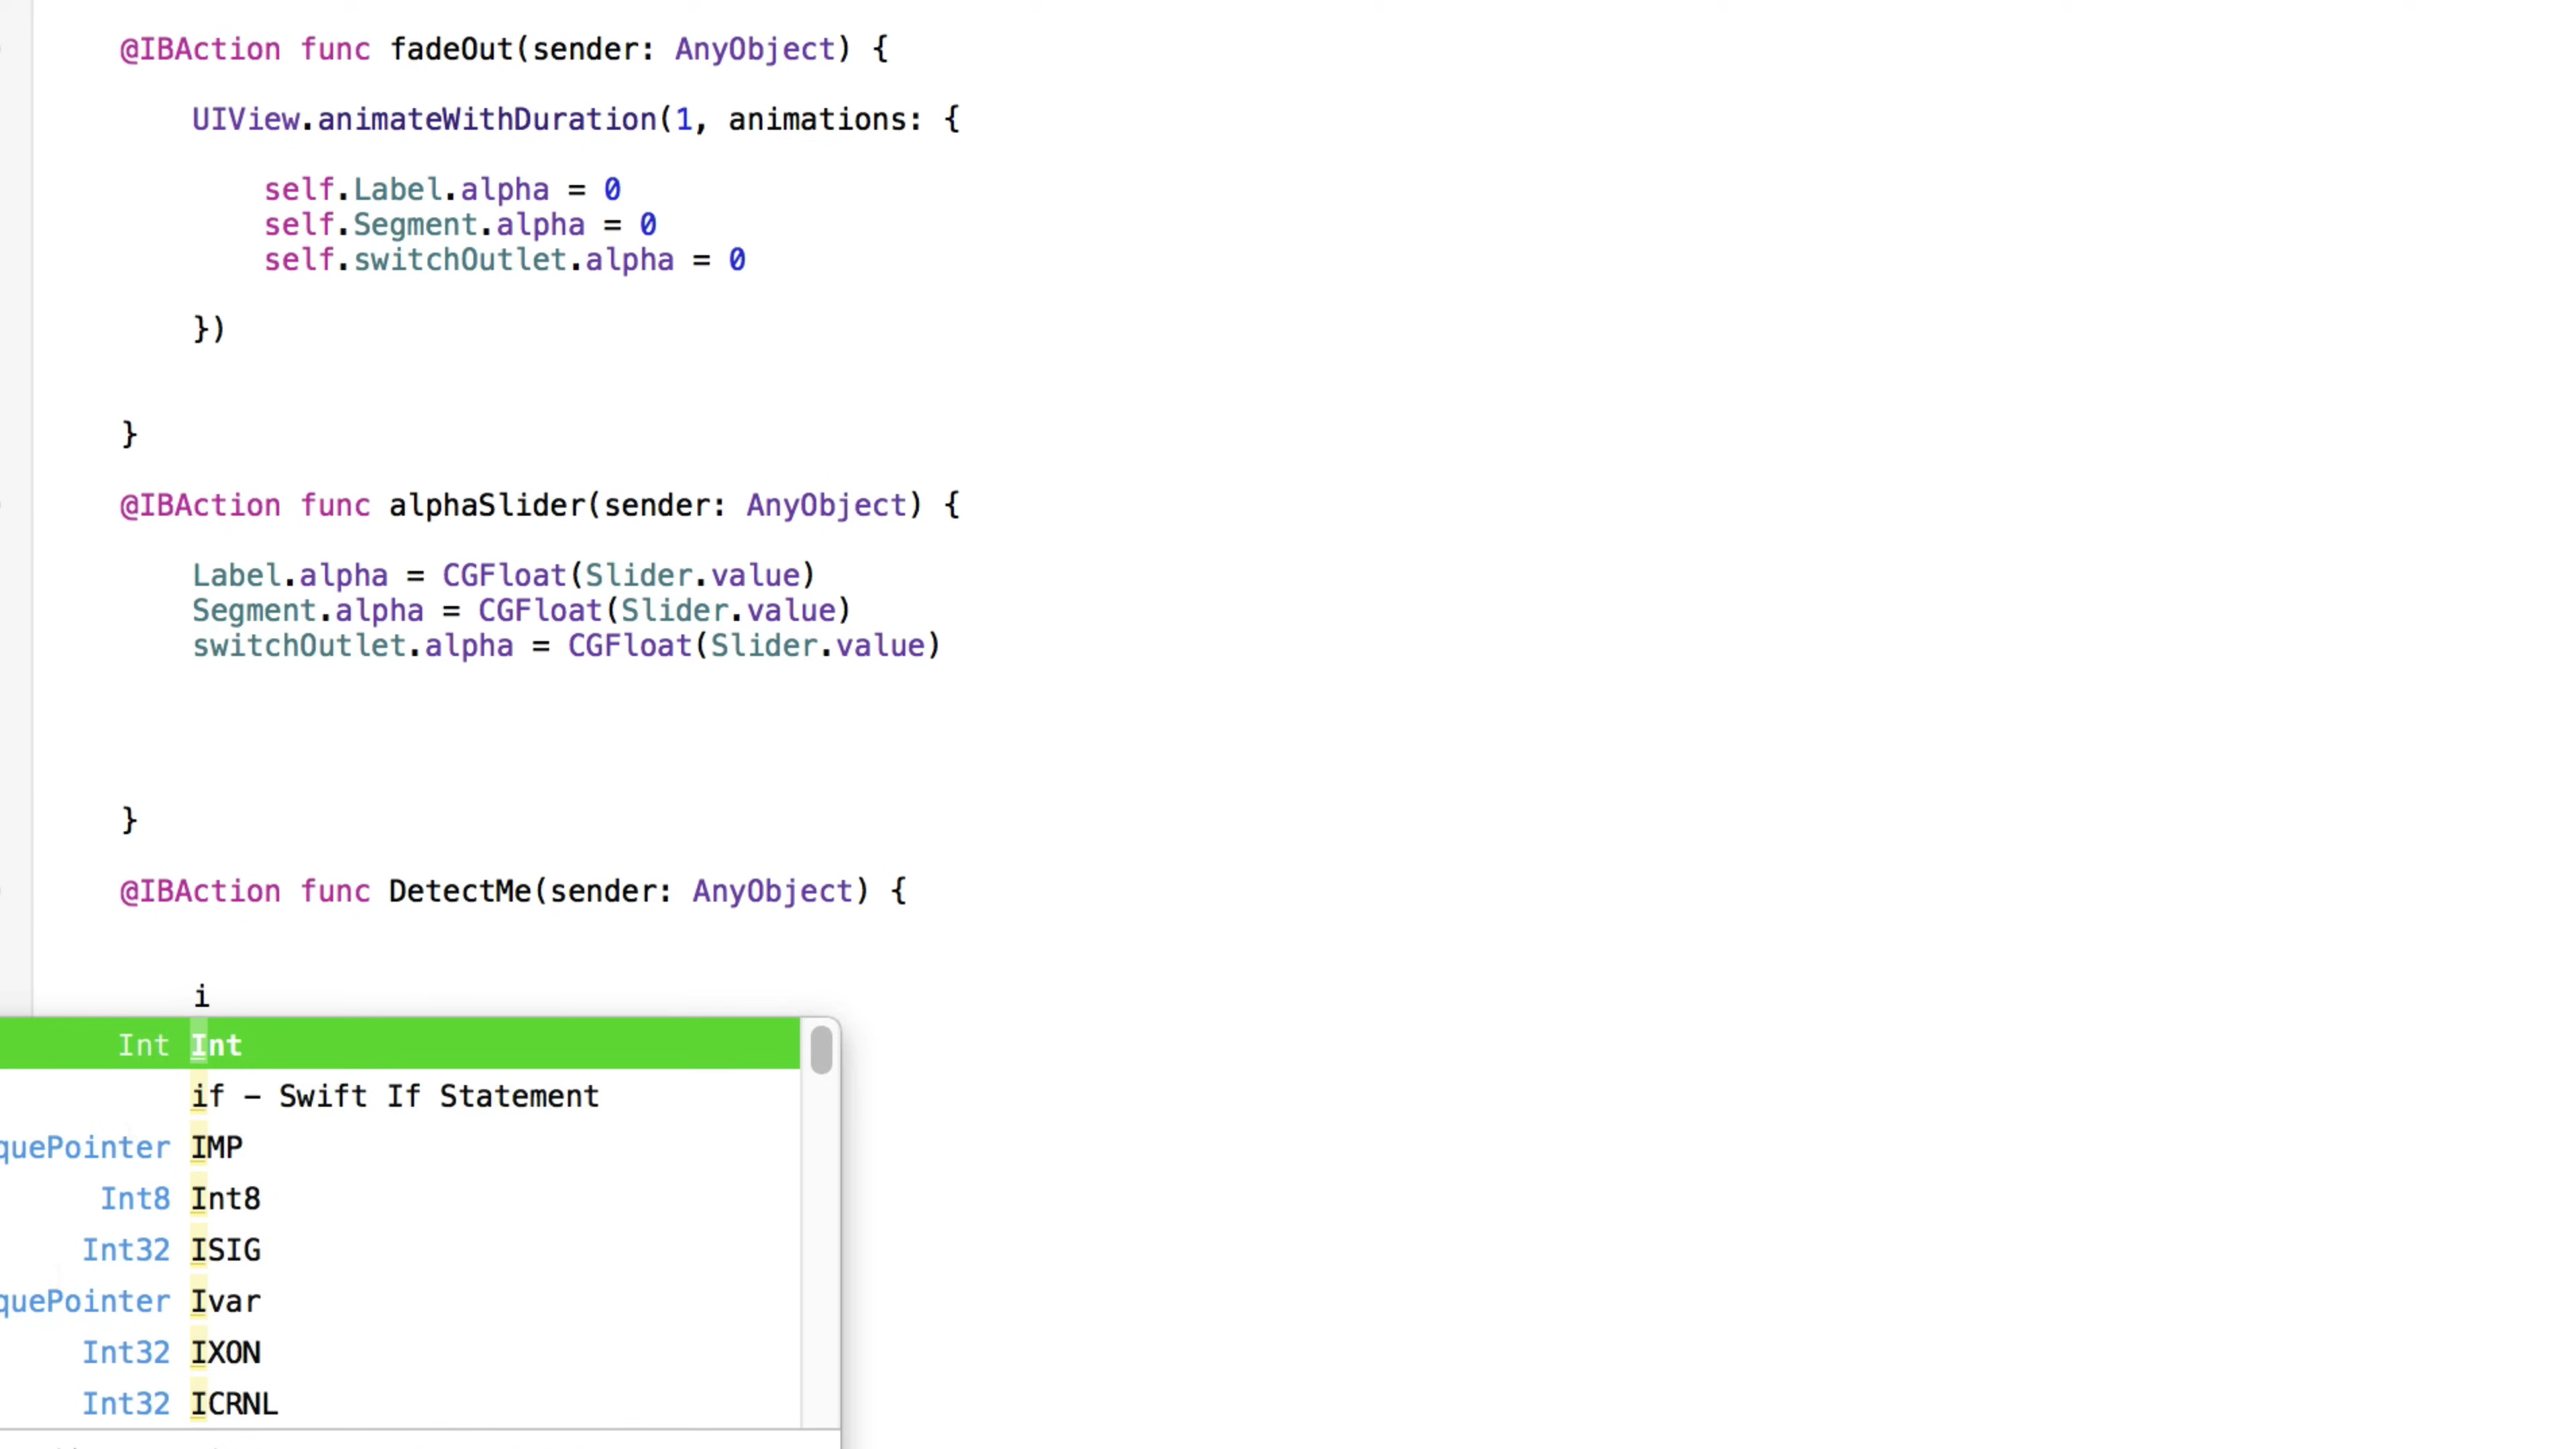 @IBAction func fadeOut(sender: AnyObject) {
UIView.animateWithDuration(1, animations: {
self.Label.alpha = 0
self.Segment.alpha = 0
self.switchOutlet.alpha = 0
})
}
@IBAction func alphaSlider(sender: AnyObject) {
Label.alpha = CGFloat(Slider.value)
Segment.alpha = CGFloat(Slider.value)
switchOutlet.alpha = CGFloat(Slider.value)
}
@IBAction func DetectMe(sender: AnyObject) {
i
Int Int
if – Swift If Statement
quePointer IMP
Int8 Int8
Int32 ISIG
quePointer Ivar
Int32 IXON
Int32 ICRNL